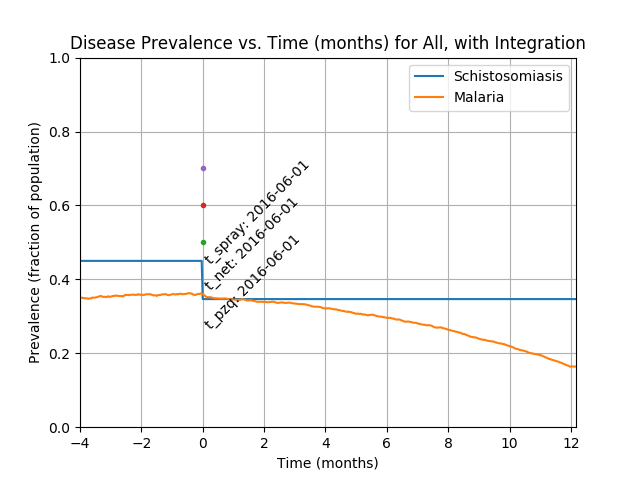 Disease Prevalence vs. Time (months) for All, with Integration
Prevalence (fraction of population)
1.0
0.8
0.6
0.4
0.2
0.0
Schistosomiasis
Malaria
t_spray: 2016-06-01
t_net: 2016-06-01
t_pzq: 2016-06-01
−4 −2 0 2 4 6 8 10 12
Time (months)